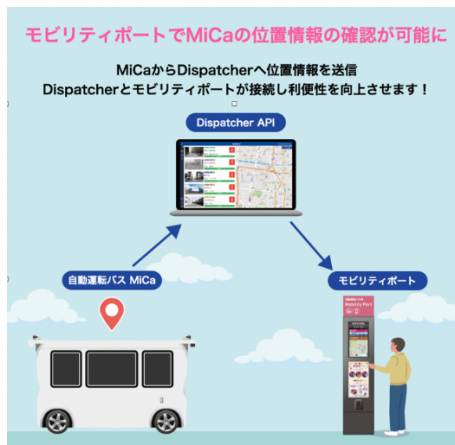 モビリティポートでMiCaの位置情報の確認が可能に
MiCaからDispatcherへ位置情報を送信
Dispatcherとモビリティポートが接続し利便性を向上させます！
Dispatcher API
自動運転バス MiCa
モビリティポート
Mobility Port